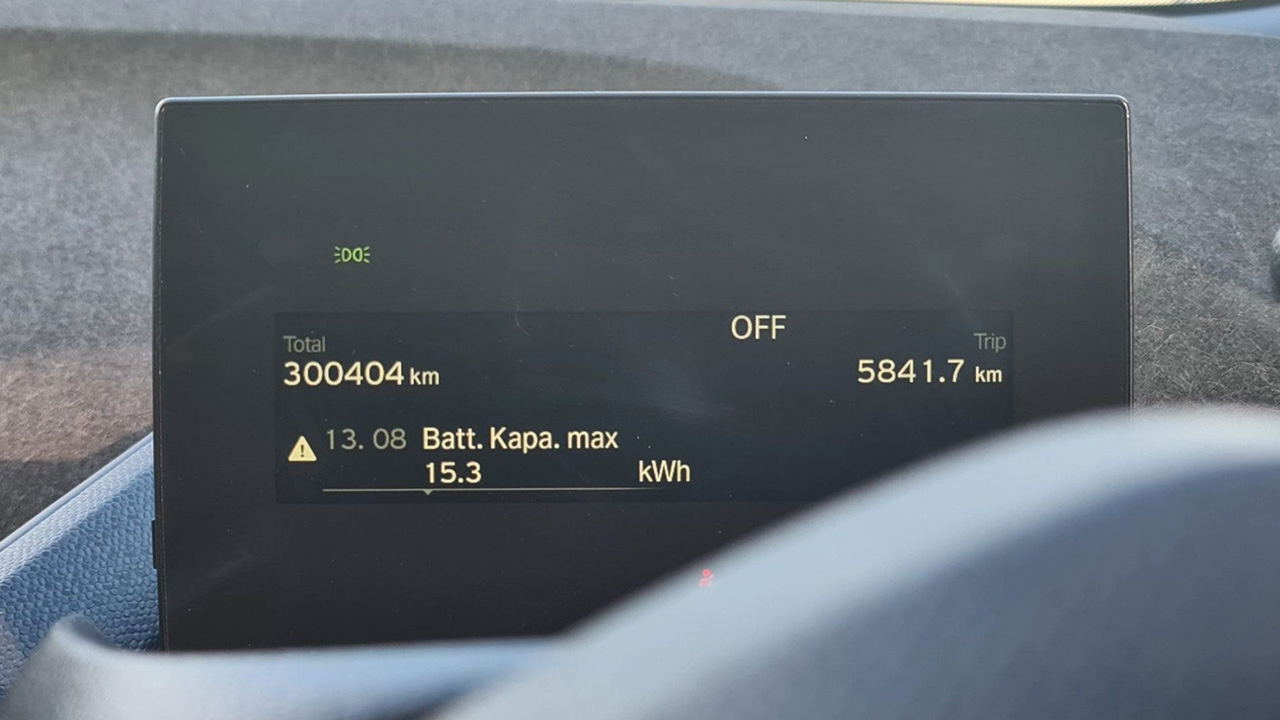 OFF
Total
Trip
300404 km
5841.7 km
13. 08 Batt. Kapa. max
15.3 kWh